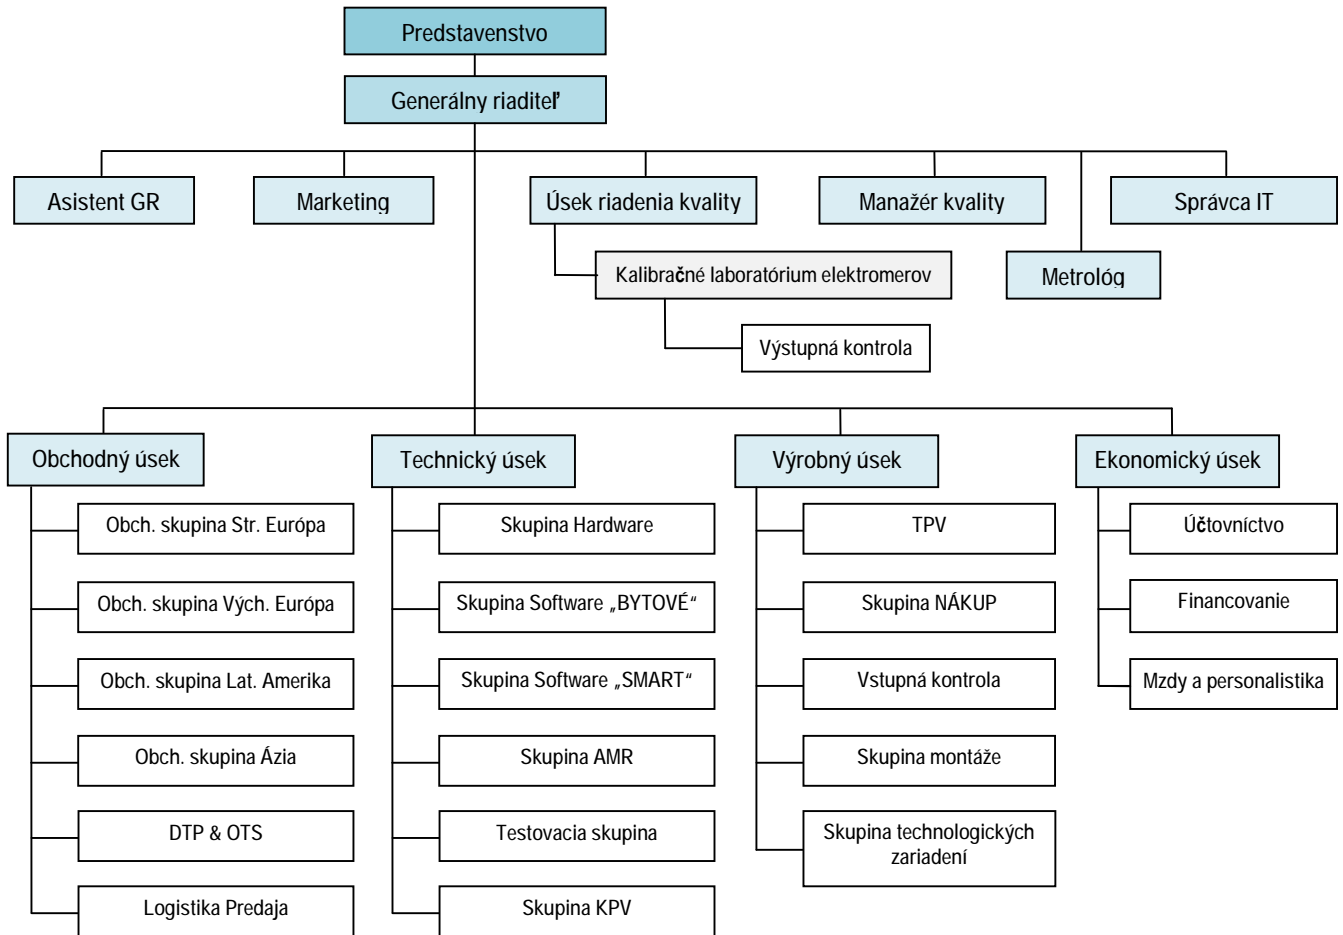 Predstavenstvo
Generálny riaditeľ
Asistent GR
Marketing
Úsek riadenia kvality
Manažér kvality
Správca IT
Kalibračné laboratórium elektromerov
Metrológ
Výstupná kontrola
Obchodný úsek
Technický úsek
Výrobný úsek
Ekonomický úsek
Obch. skupina Str. Európa
Obch. skupina Vých. Európa
Obch. skupina Lat. Amerika
Obch. skupina Ázia
DTP & OTS
Logistika Predaja
Skupina Hardware
Skupina Software „BYTOVÉ“
Skupina Software „SMART“
Skupina AMR
Testovacia skupina
Skupina KPV
TPV
Skupina NÁKUP
Vstupná kontrola
Skupina montáže
Skupina technologických
zariadení
Účtovníctvo
Financovanie
Mzdy a personalistika